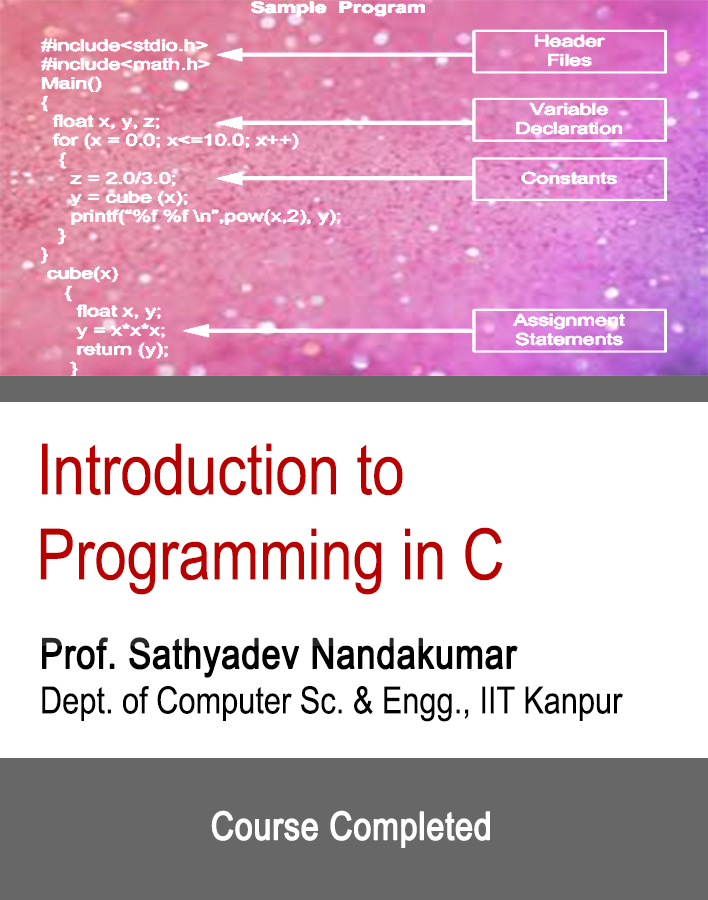 Sample Program
#include<stdio.h>
#include<math.h>
Header
Files
Main()
{
float x, y, z;
Variable
Declaration
for (x = 0.0; x<=10.0; x++)
{
z = 2.0/3.0;
Constants
y = cube (x);
printf("%f %f \n",pow(x,2), y);
}
}
cube(x)
{
float x, y;
y = x*x*x;
Assignment
Statements
return (y);
}
Introduction to
Programming in C
Prof. Sathyadev Nandakumar
Dept. of Computer Sc. & Engg., IIT Kanpur
Course Completed